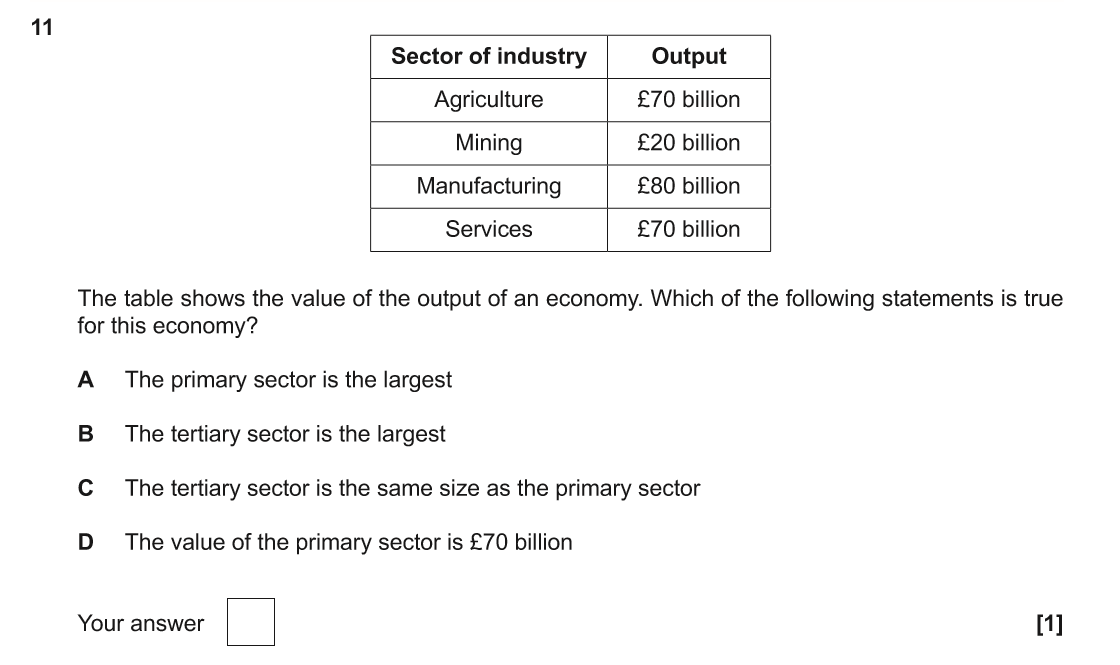 11
Sector of industry Output
Agriculture £70 billion
Mining £20 billion
Manufacturing £80 billion
Services £70 billion
The table shows the value of the output of an economy. Which of the following statements is true
for this economy?
A The primary sector is the largest
B The tertiary sector is the largest
C The tertiary sector is the same size as the primary sector
D The value of the primary sector is £70 billion
Your answer [1]